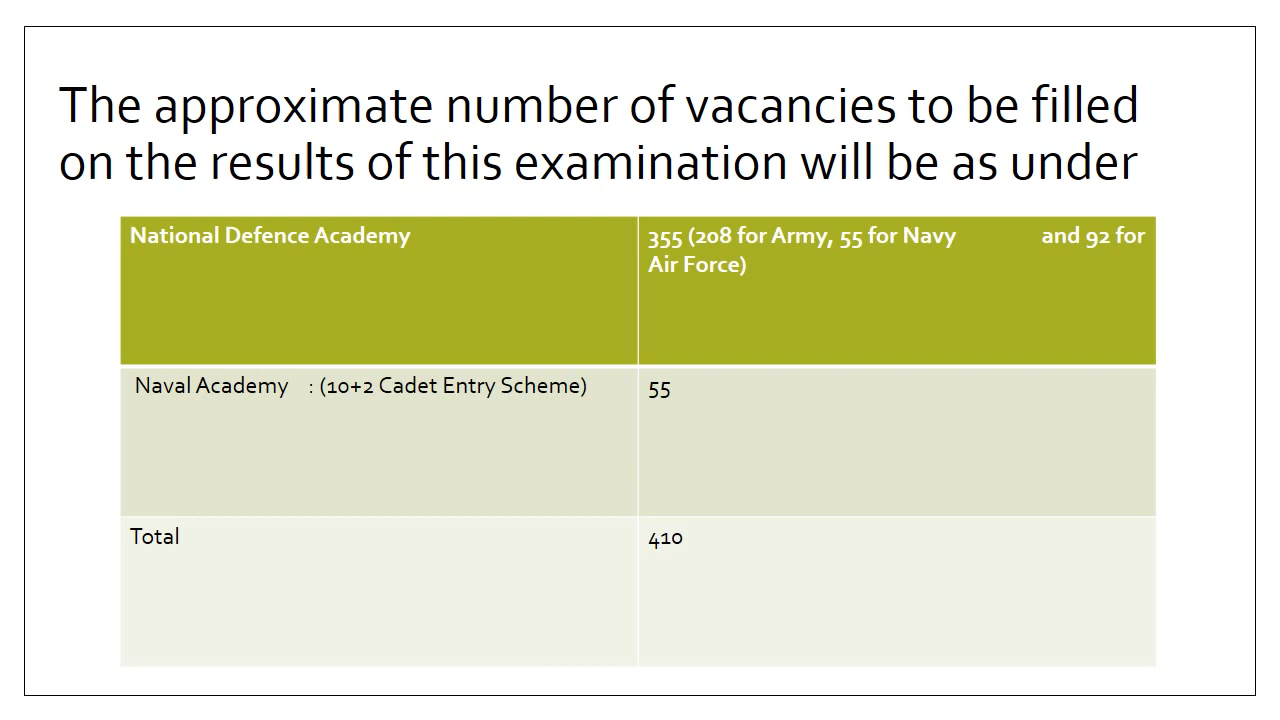 The approximate number of vacancies to be filled
on the results of this examination will be as under
National Defence Academy
355 (208 for Army, 55 for Navy and 92 for
Air Force)
Naval Academy : (10+2 Cadet Entry Scheme)
55
Total
410